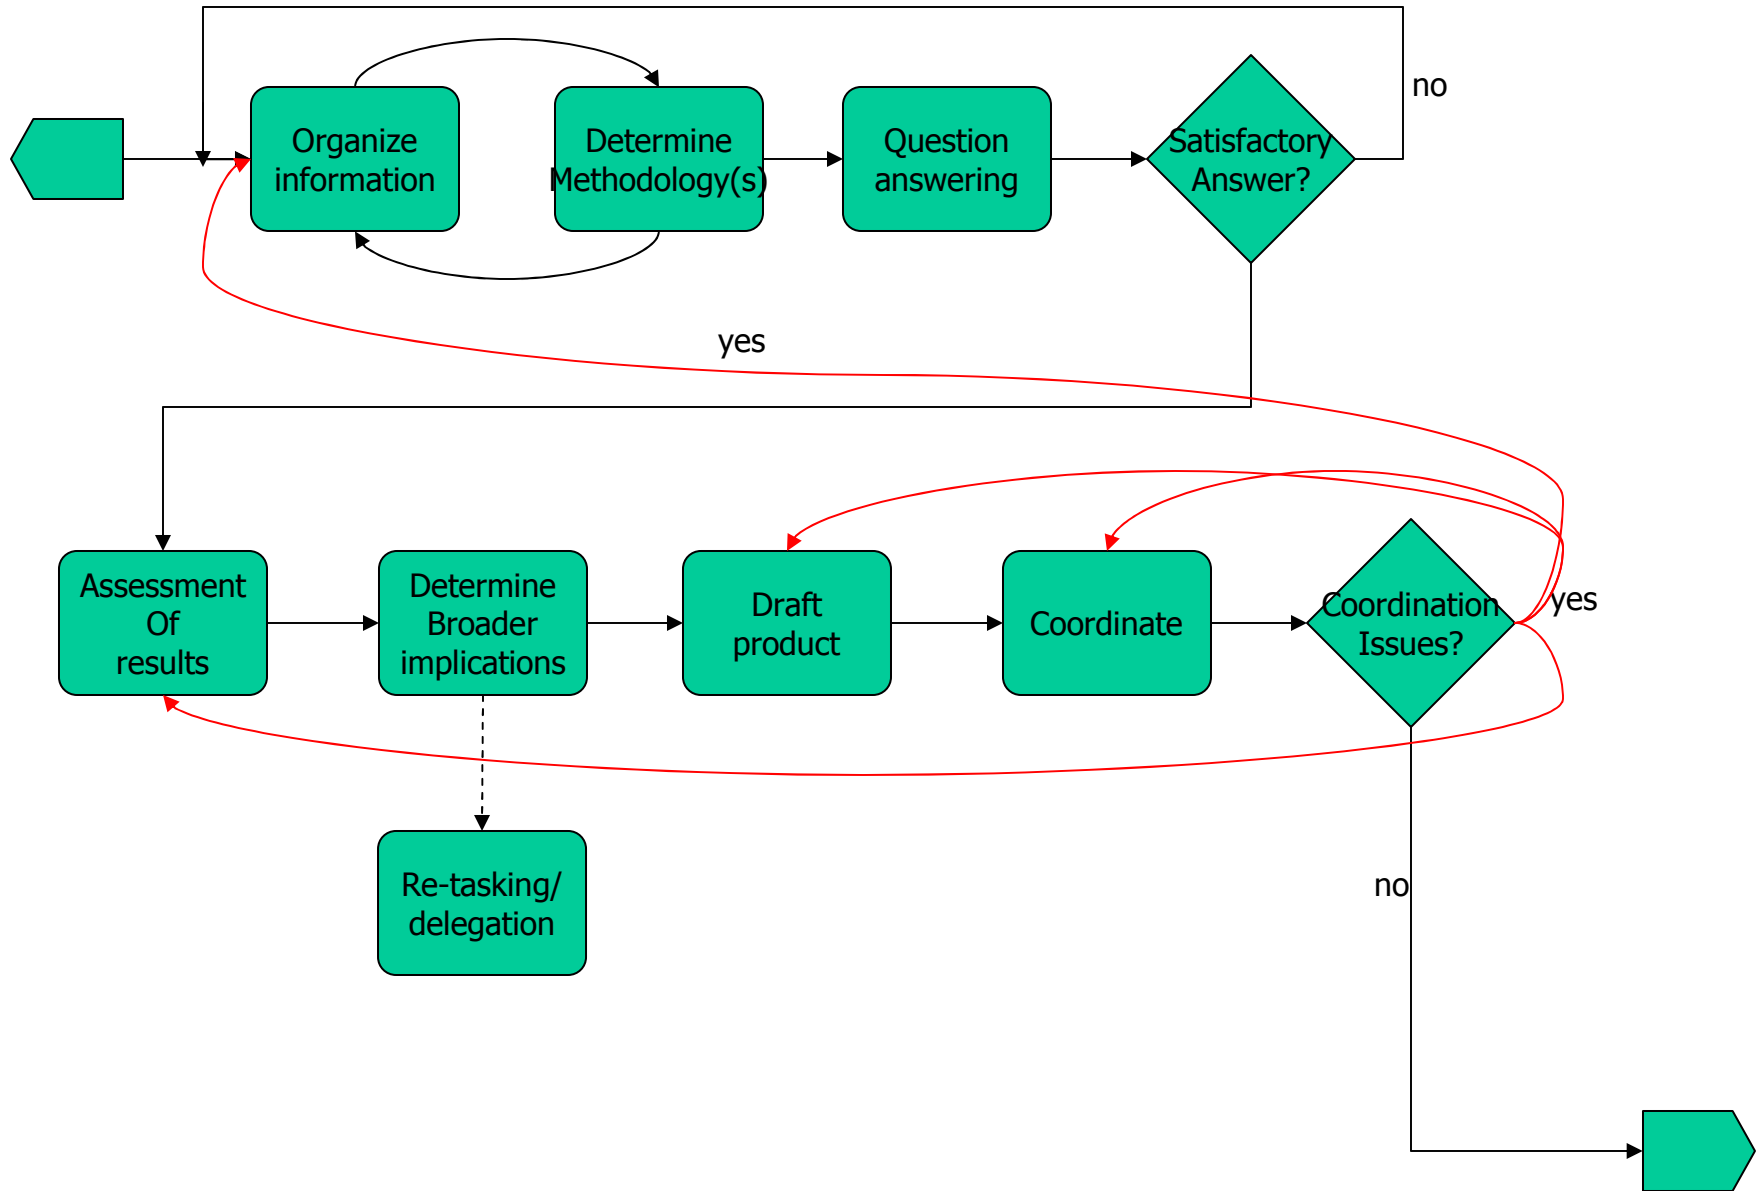 no
Organize
information
Determine
Methodology(s)
Question
answering
Satisfactory
Answer?
yes
Assessment
Of
results
Determine
Broader
implications
Draft
product
Coordinate
Coordination
Issues?
yes
Re-tasking/
delegation
no